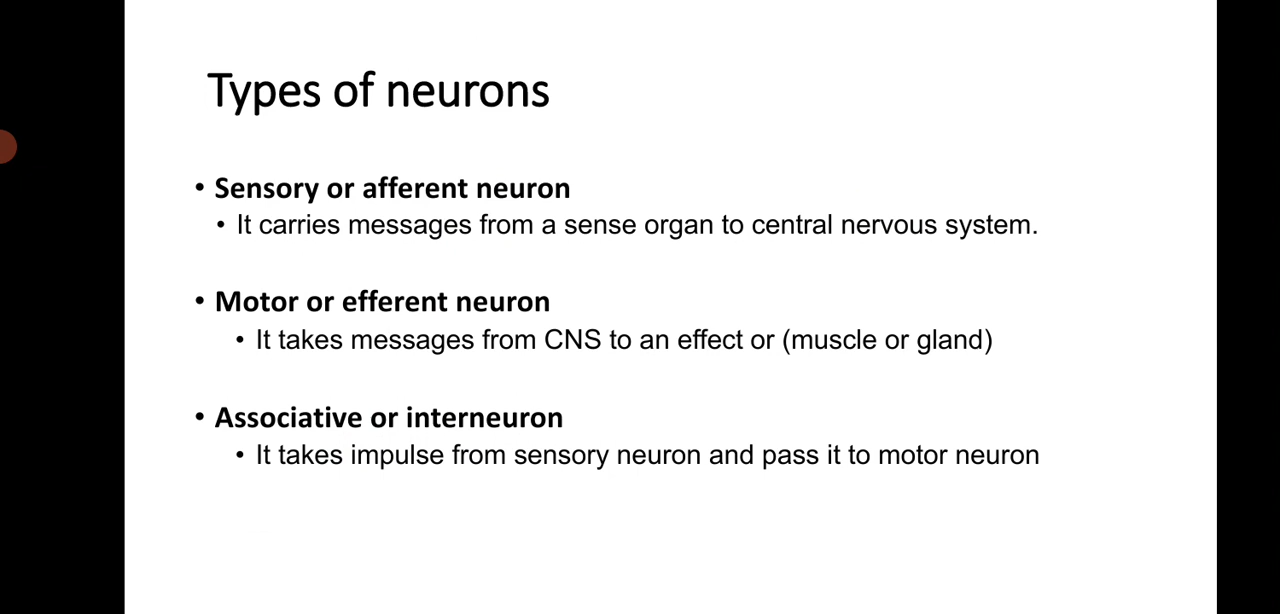 Types of neurons
• Sensory or afferent neuron
• It carries messages from a sense organ to central nervous system.
• Motor or efferent neuron
• It takes messages from CNS to an effect or (muscle or gland)
• Associative or interneuron
• It takes impulse from sensory neuron and pass it to motor neuron